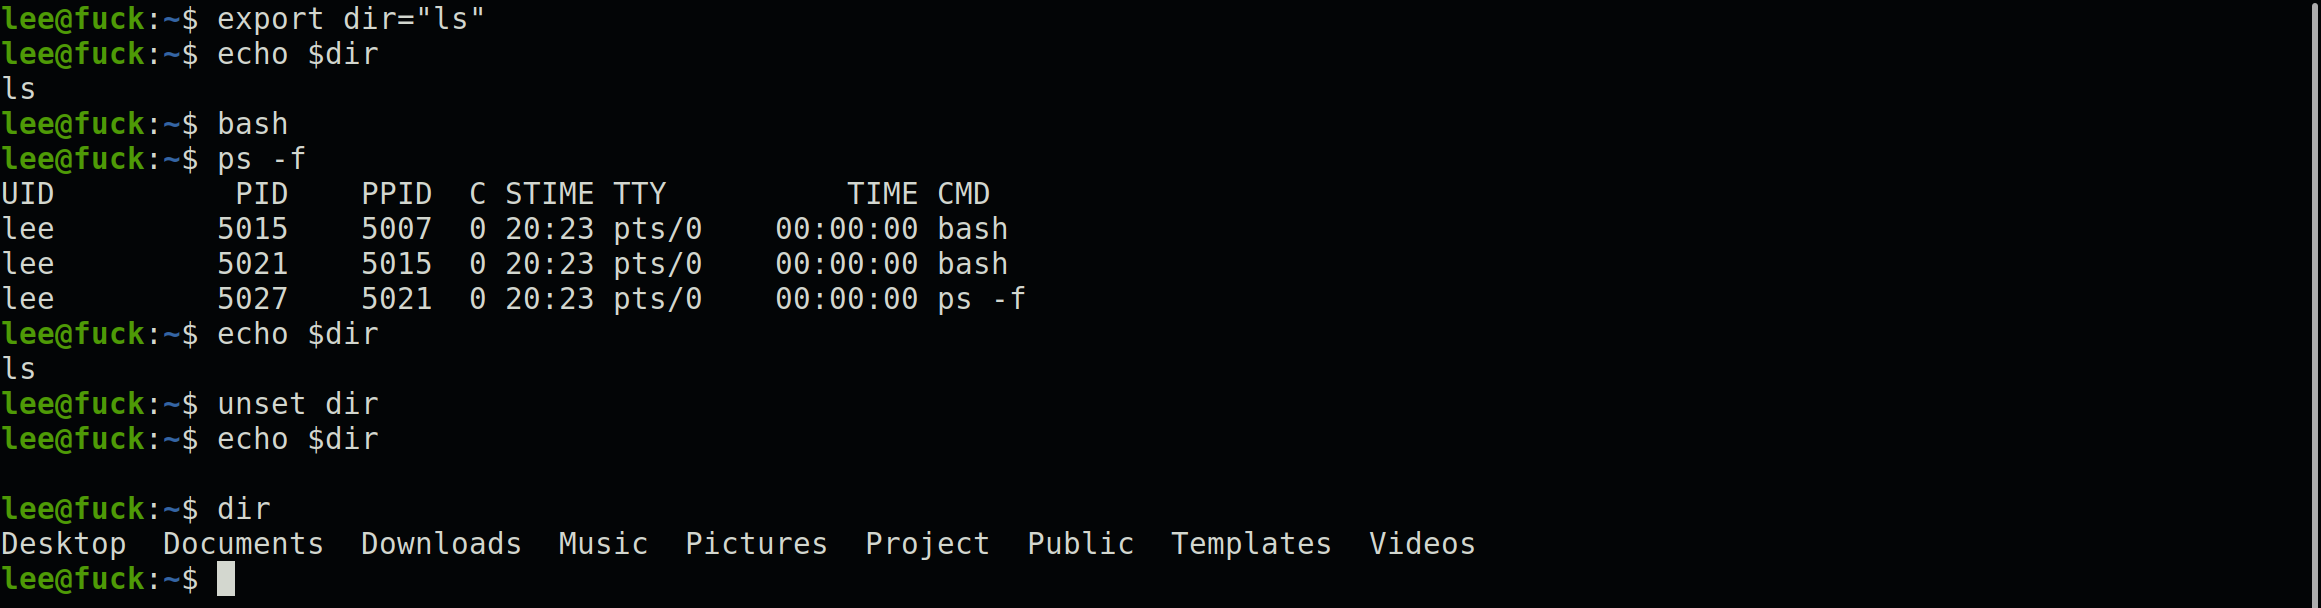 lee@fuck:~$ export dir="ls"
lee@fuck:~$ echo $dir
ls
lee@fuck:~$ bash
lee@fuck:~$ ps -f
UID          PID    PPID  C STIME TTY          TIME CMD
lee         5015    5007  0 20:23 pts/0    00:00:00 bash
lee         5021    5015  0 20:23 pts/0    00:00:00 bash
lee         5027    5021  0 20:23 pts/0    00:00:00 ps -f
lee@fuck:~$ echo $dir
ls
lee@fuck:~$ unset dir
lee@fuck:~$ echo $dir

lee@fuck:~$ dir
Desktop  Documents  Downloads  Music  Pictures  Project  Public  Templates  Videos
lee@fuck:~$